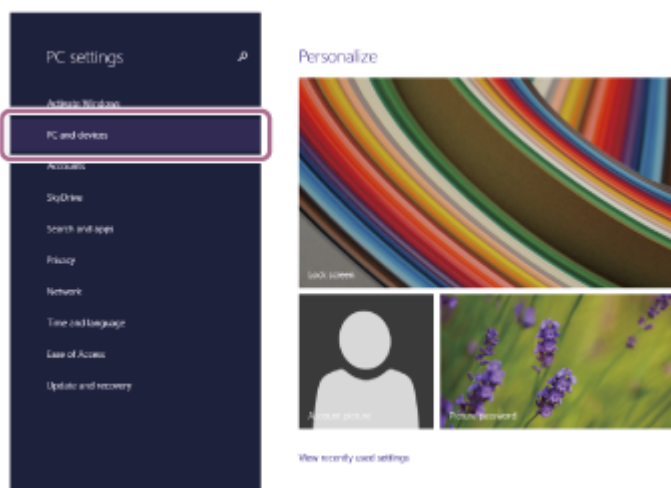 PC settings
Personalize
Activate Windows
PC and devices
Accounts
SkyDrive
Search and apps
Privacy
Network
Time and language
Ease of Access
Update and recovery
Lock screen
Account picture
Picture password
View recently used settings